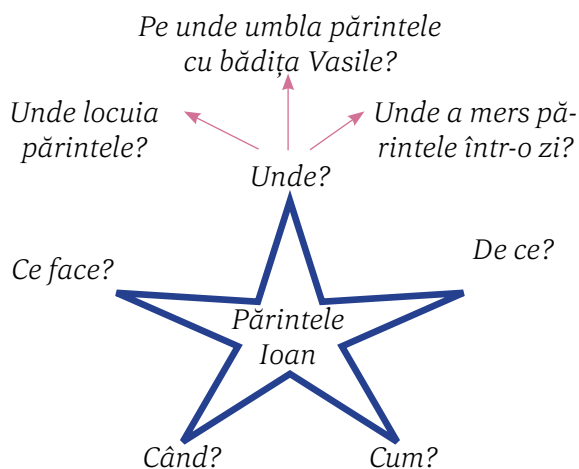 Pe unde umbla părintele
cu bădița Vasile?
Unde locuia
părintele?
Unde a mers pă-
rintele într-o zi?
Unde?
Ce face?
De ce?
Părintele
Ioan
Când?
Cum?